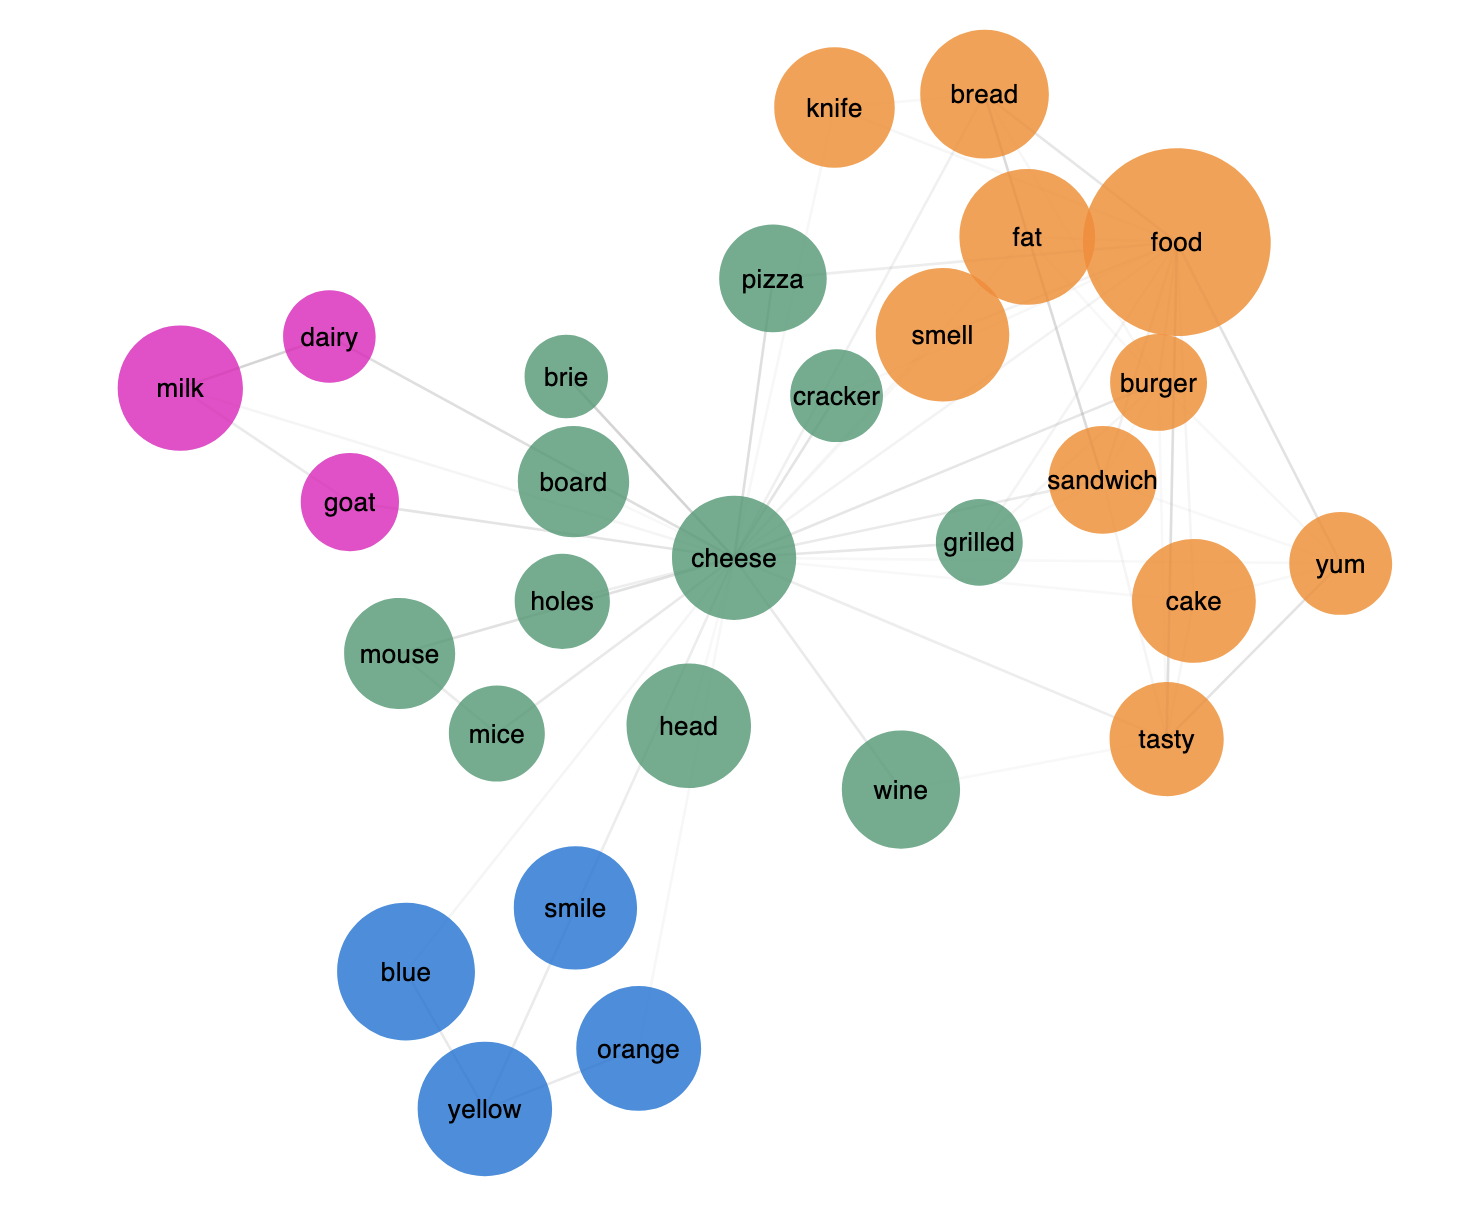 bread
knife
fat
food
pizza
smell
dairy
brie
burger
milk
cracker
board
sandwich
goat
grilled
cheese
yum
holes
cake
mouse
head
mice
tasty
wine
smile
blue
orange
yellow